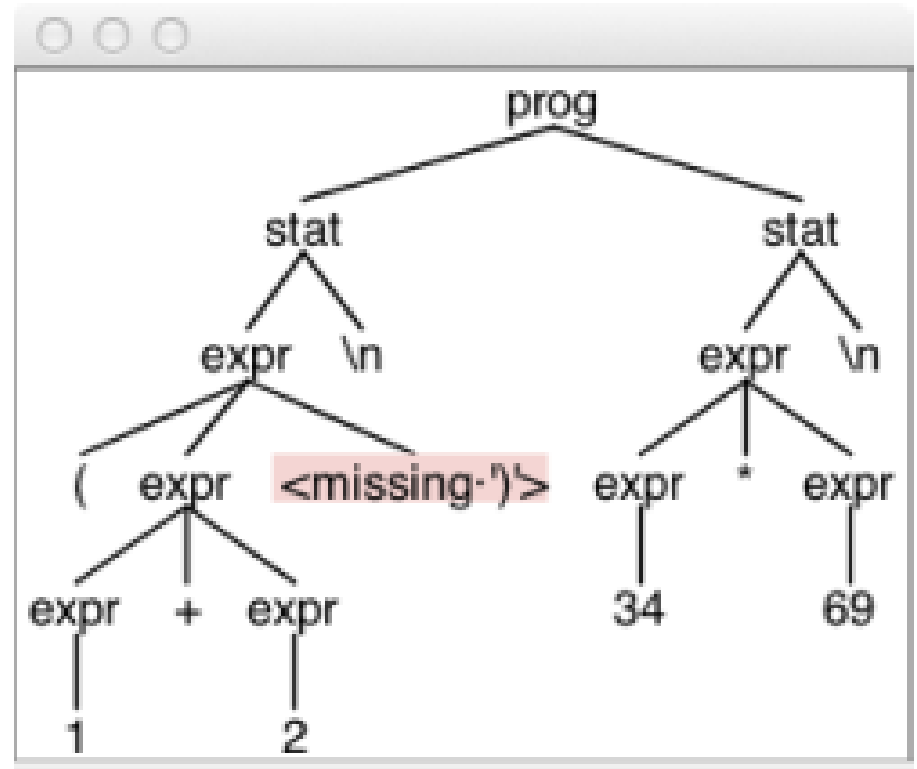 prog
stat stat
expr \n expr \n
( expr <missing·')'> expr * expr
expr + expr 34 69
1 2